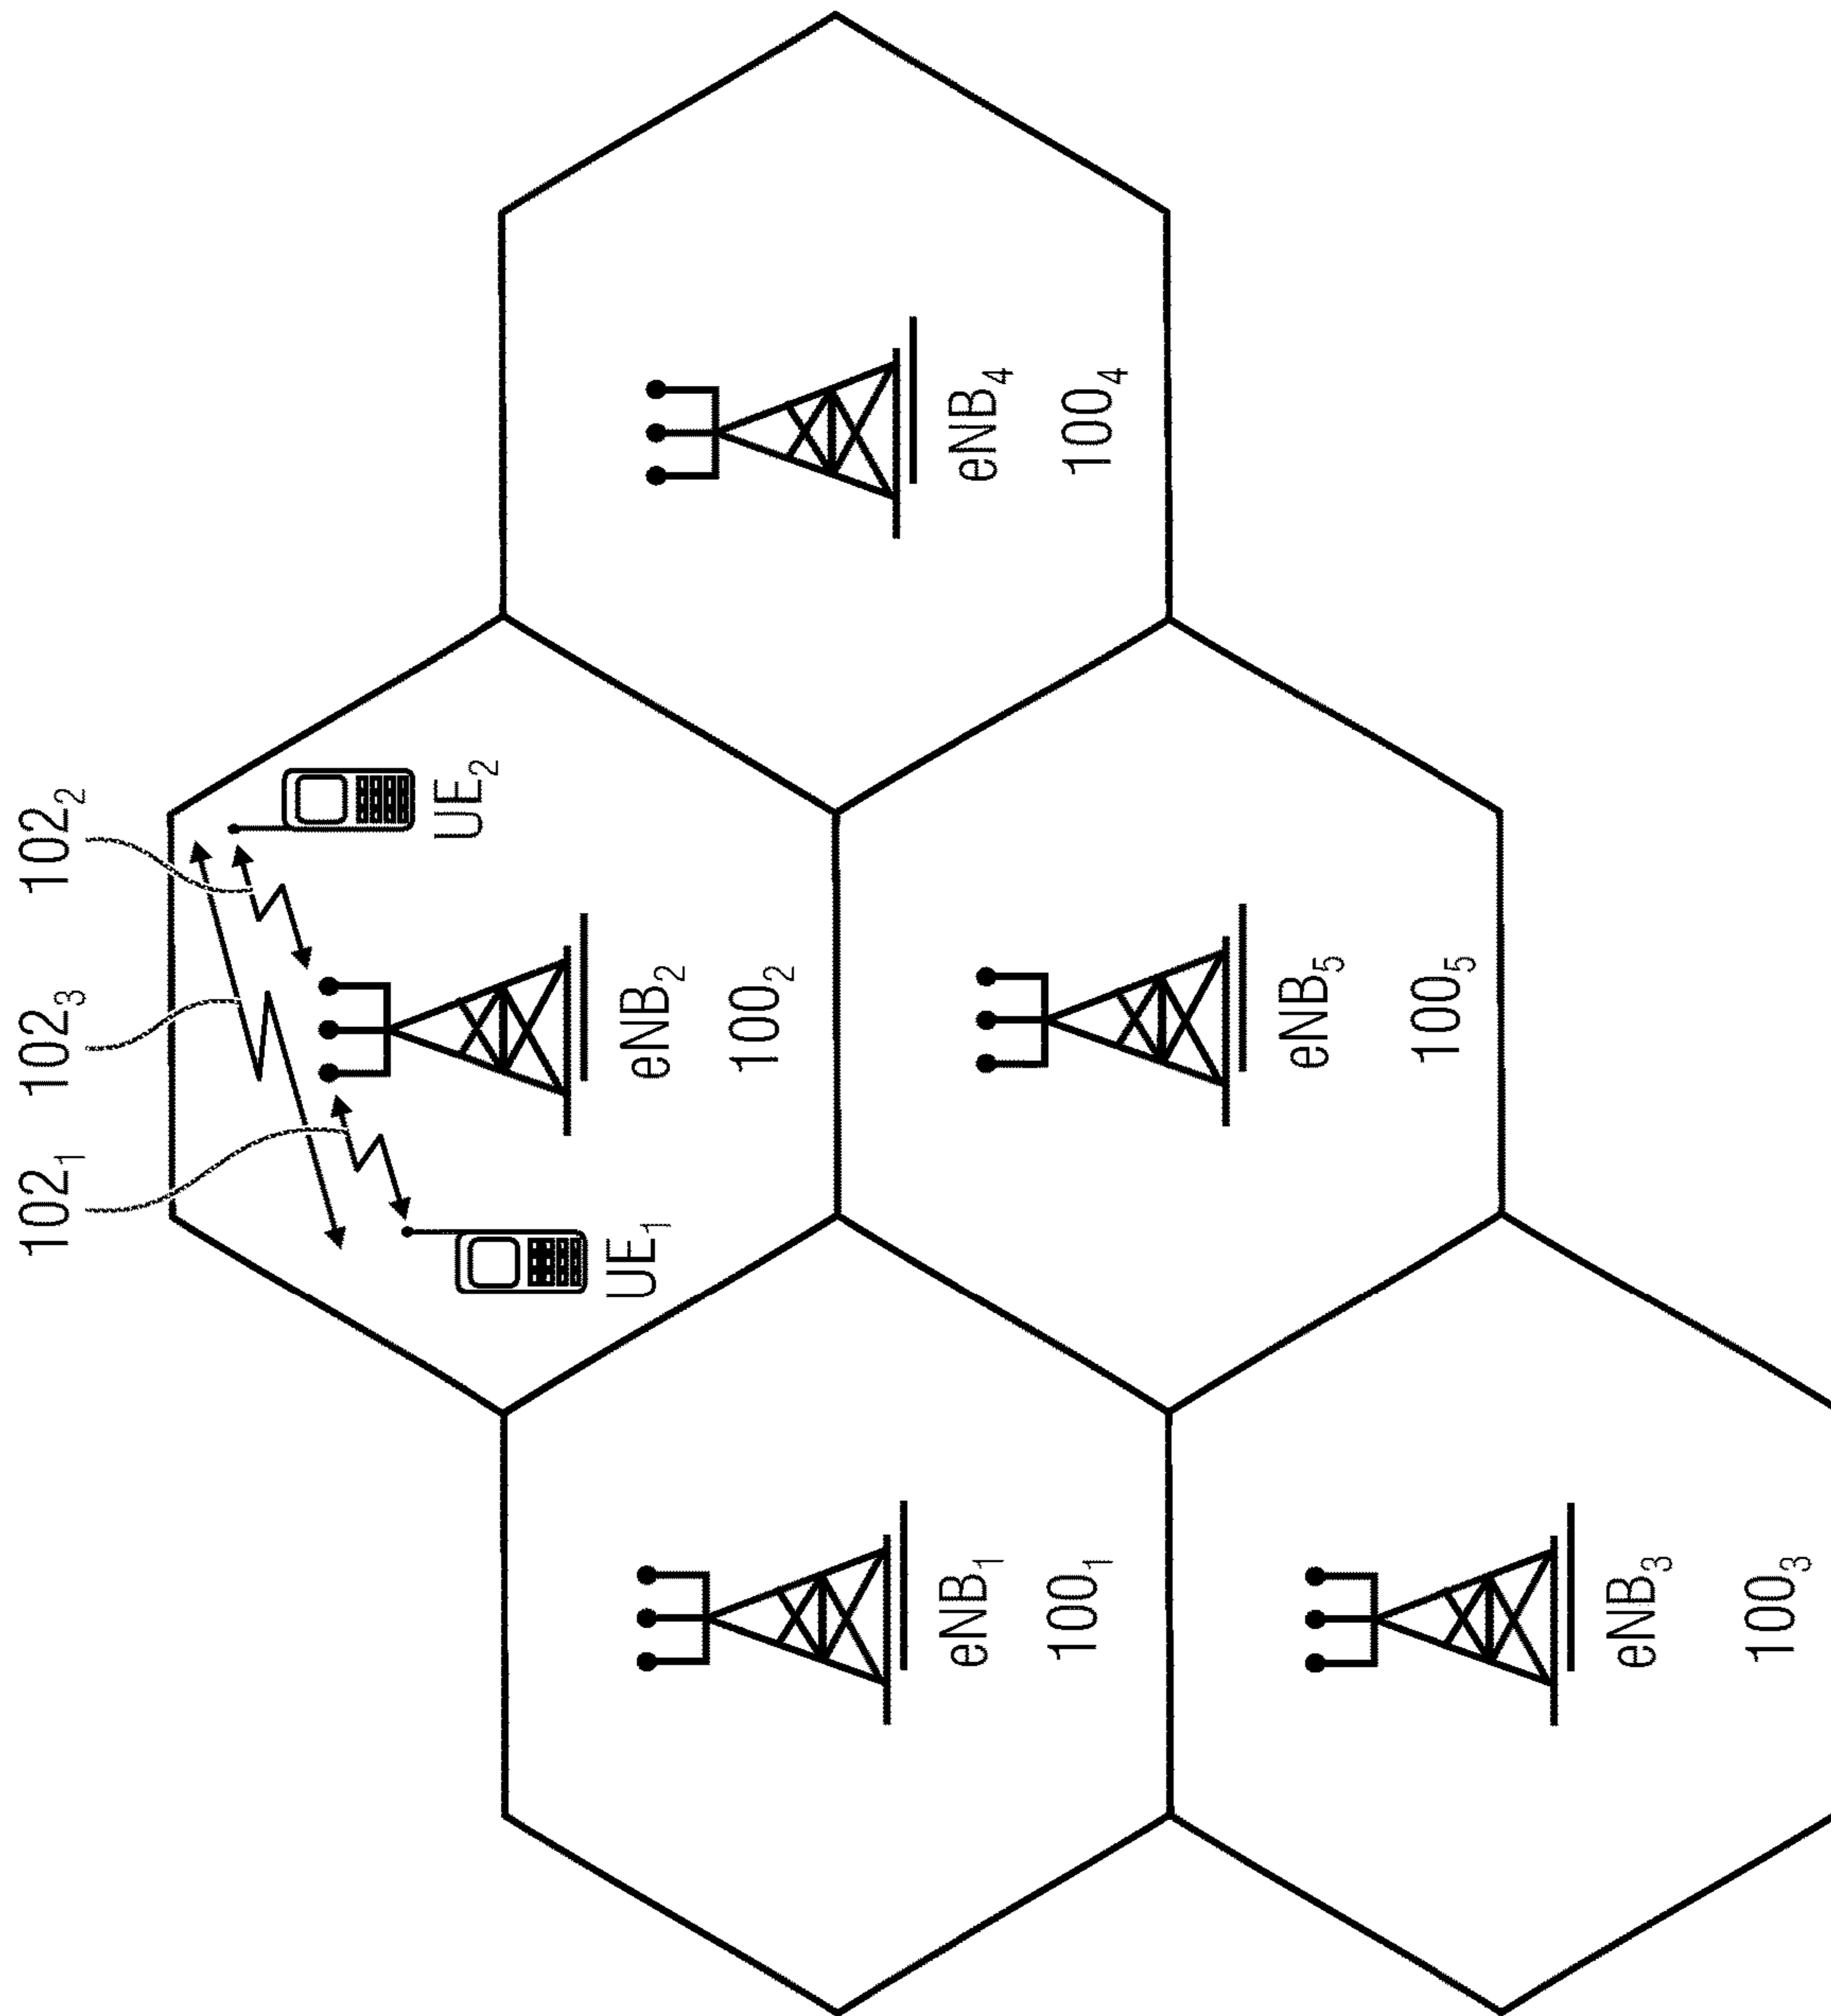 102₁
102₃
102₂
UE₁
UE₂
eNB₂
100₂
eNB₁
100₁
eNB₄
100₄
eNB₅
100₅
eNB₃
100₃